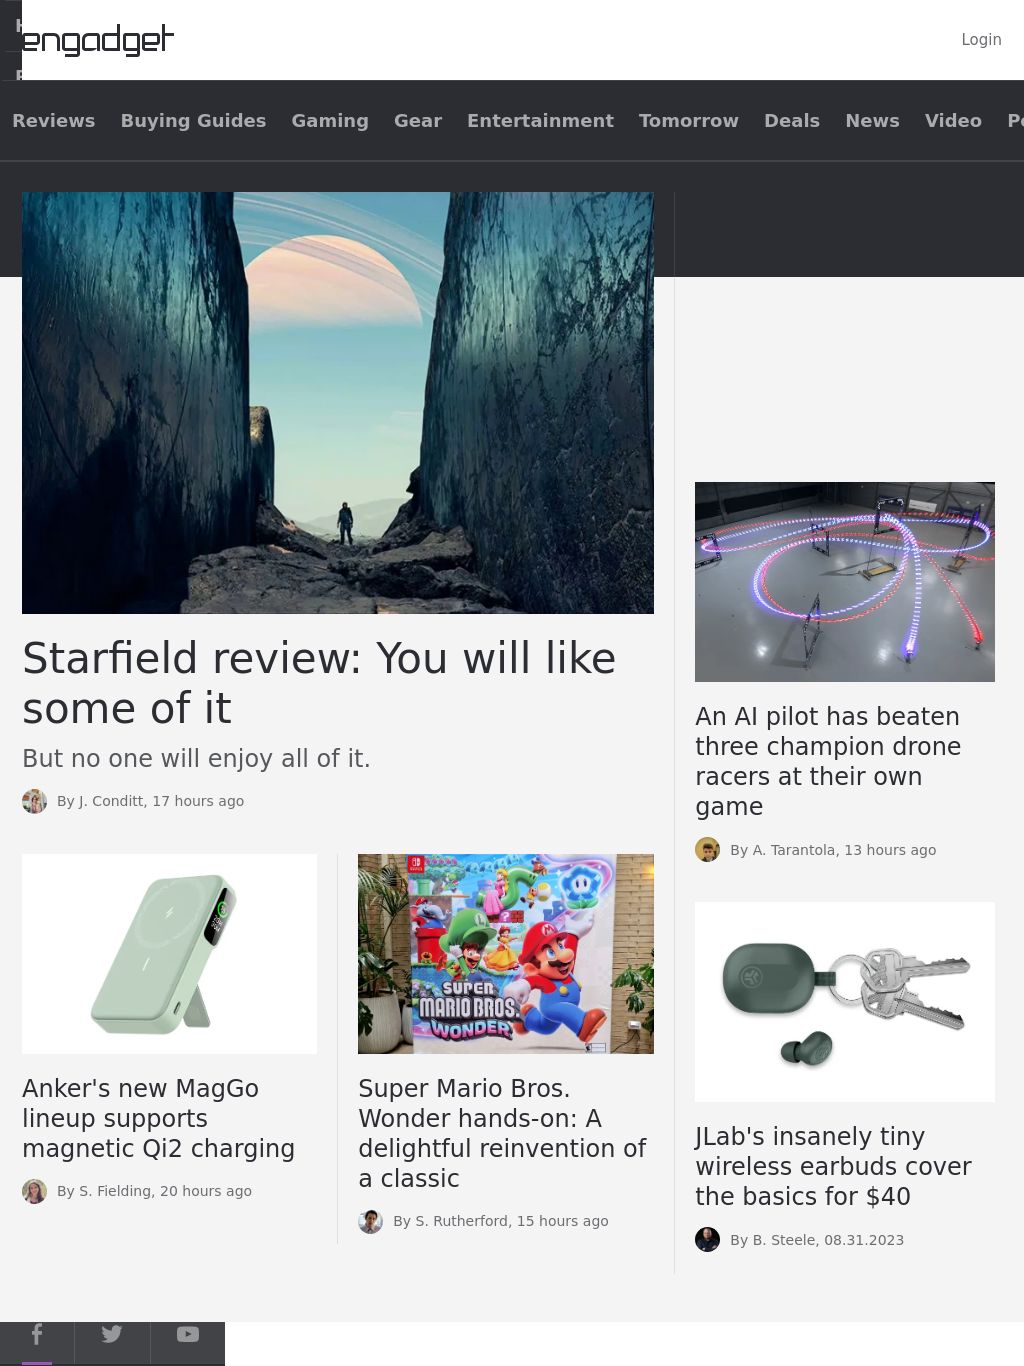 engadget
Login
Reviews Buying Guides Gaming Gear Entertainment Tomorrow Deals News Video
Starfield review: You will like
some of it
But no one will enjoy all of it.
By J. Conditt, 17 hours ago
An AI pilot has beaten
three champion drone
racers at their own
game
By A. Tarantola, 13 hours ago
Anker's new MagGo
lineup supports
magnetic Qi2 charging
By S. Fielding, 20 hours ago
SUPER
MARIO BROS.
WONDER
Super Mario Bros.
Wonder hands-on: A
delightful reinvention of
a classic
By S. Rutherford, 15 hours ago
JLab's insanely tiny
wireless earbuds cover
the basics for $40
By B. Steele, 08.31.2023